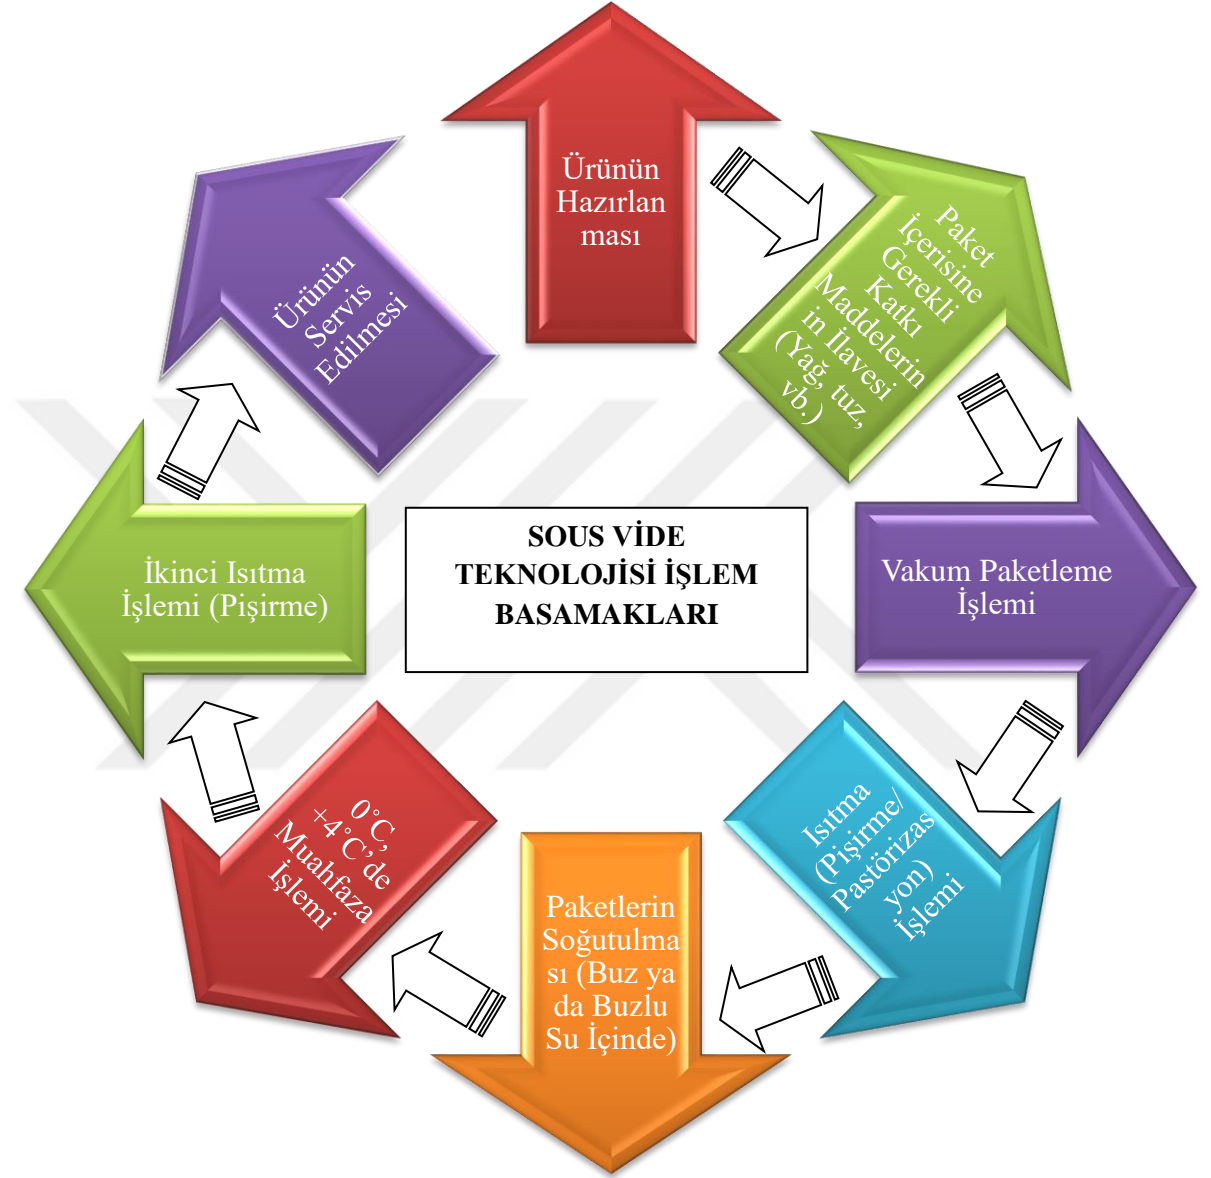 Ürünün
Hazırlan
ması
Paket
İçerisine
Gerekli
Katkı
Maddelerin
in İlavesi
(Yağ, tuz,
vb.)
Vakum Paketleme
İşlemi
Isıtma
(Pişirme/
Pastörizas
yon)
İşlemi
Paketlerin
Soğutulma
sı (Buz ya
da Buzlu
Su İçinde)
0˚C,
+4˚C’de
Muahfaza
İşlemi
İkinci Isıtma
İşlemi (Pişirme)
Ürünün
Servis
Edilmesi
SOUS VİDE
TEKNOLOJİSİ İŞLEM
BASAMAKLARI